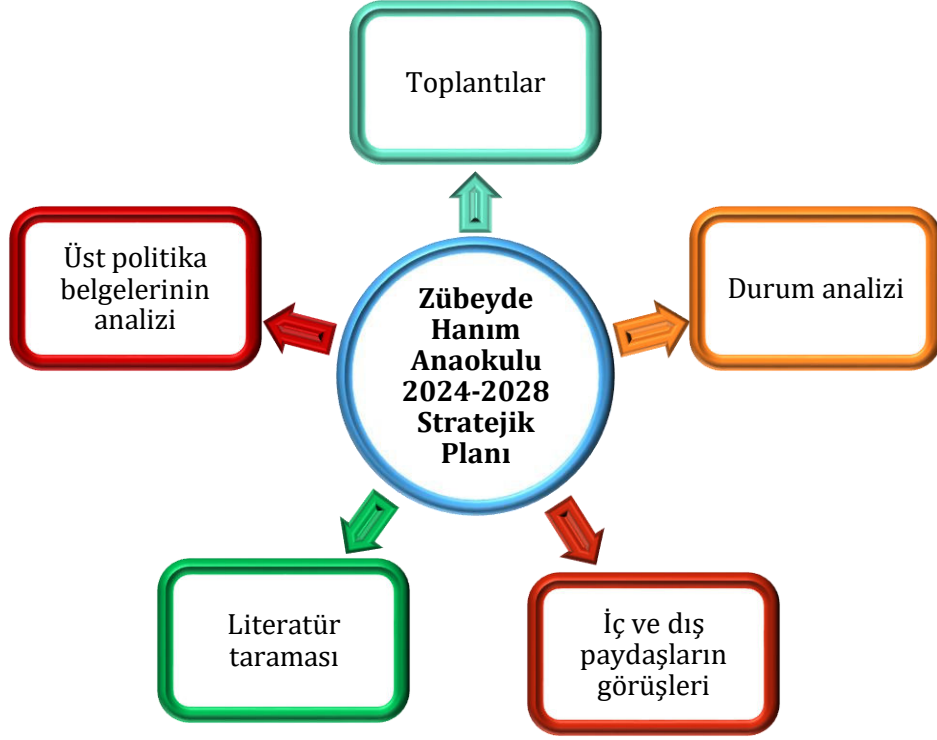 Toplantılar
Üst politika
belgelerinin
analizi
Durum analizi
Zübeyde
Hanım
Anaokulu
2024-2028
Stratejik
Planı
Literatür
taraması
İç ve dış
paydaşların
görüşleri